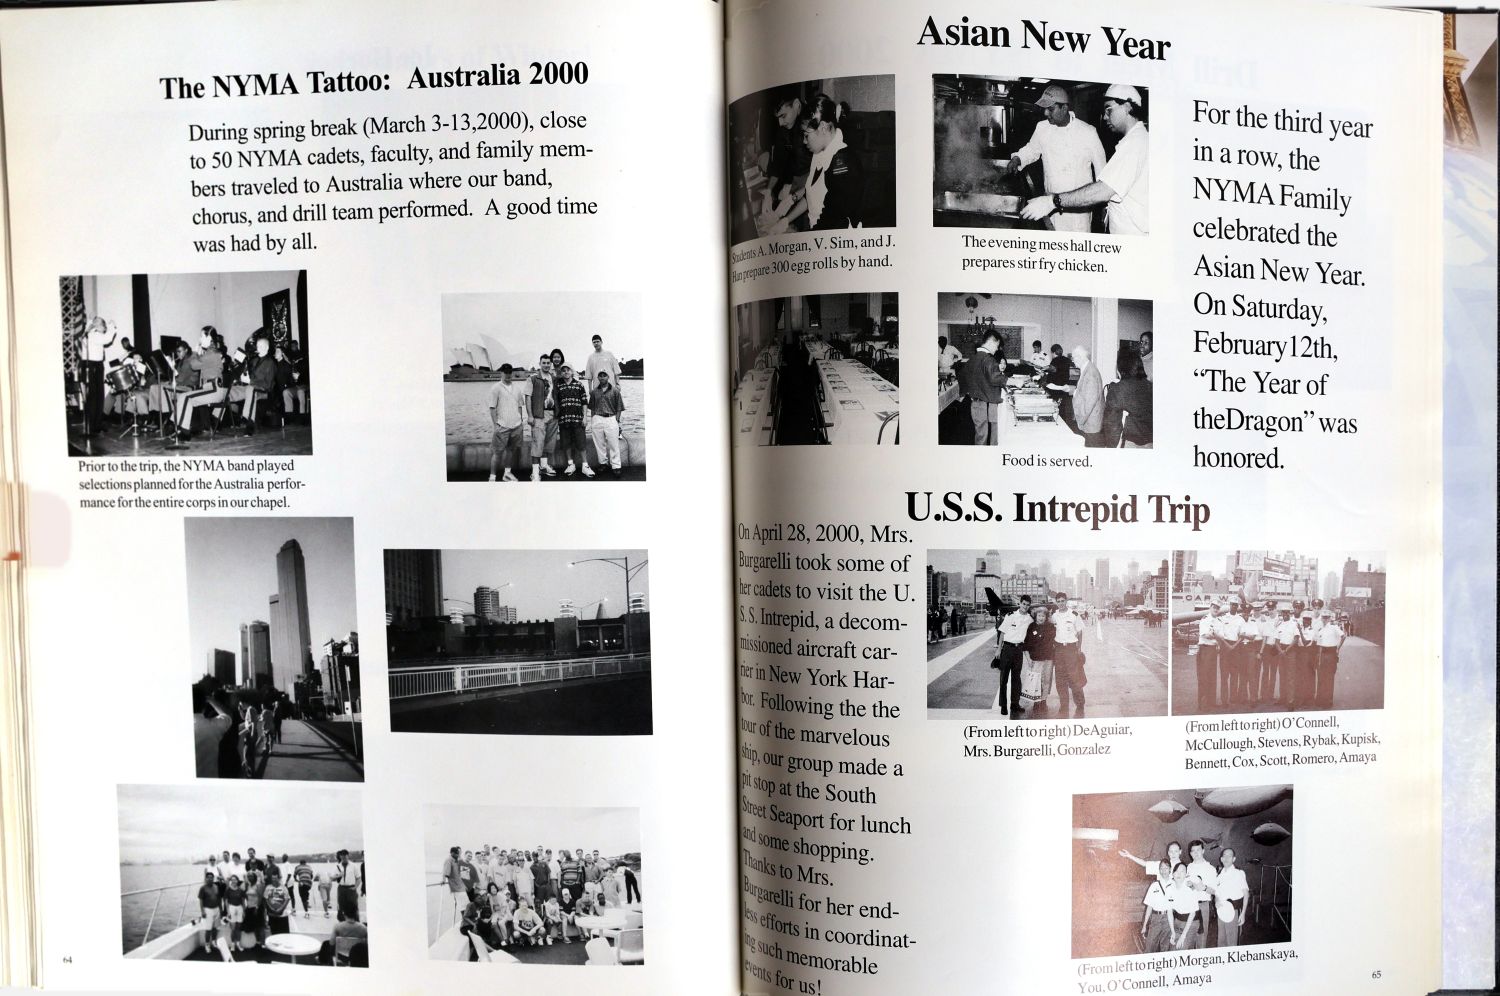 The NYMA Tattoo:  Australia 2000
During spring break (March 3-13,2000), close
to 50 NYMA cadets, faculty, and family mem-
bers traveled to Australia where our band,
chorus, and drill team performed.  A good time
was had by all.
Prior to the trip, the NYMA band played
selections planned for the Australia perfor-
mance for the entire corps in our chapel.
64
Asian New Year
Students A. Morgan, V. Sim, and J.
Han prepare 300 egg rolls by hand.
The evening mess hall crew
prepares stir fry chicken.
Food is served.
For the third year
in a row, the
NYMA Family
celebrated the
Asian New Year.
On Saturday,
February12th,
“The Year of
theDragon” was
honored.
U.S.S. Intrepid Trip
On April 28, 2000, Mrs.
Burgarelli took some of
her cadets to visit the U.
S. S. Intrepid, a decom-
missioned aircraft car-
rier in New York Har-
bor.  Following the the
tour of the marvelous
ship, our group made a
pit stop at the South
Street Seaport for lunch
and some shopping.
Thanks to Mrs.
Burgarelli for her end-
less efforts in coordinat-
ing such memorable
events for us!
CAR W
(From left to right) DeAguiar,
Mrs. Burgarelli, Gonzalez
(From left to right) O’Connell,
McCullough, Stevens, Rybak, Kupisk,
Bennett, Cox, Scott, Romero, Amaya
(From left to right) Morgan, Klebanskaya,
You, O’Connell, Amaya
65